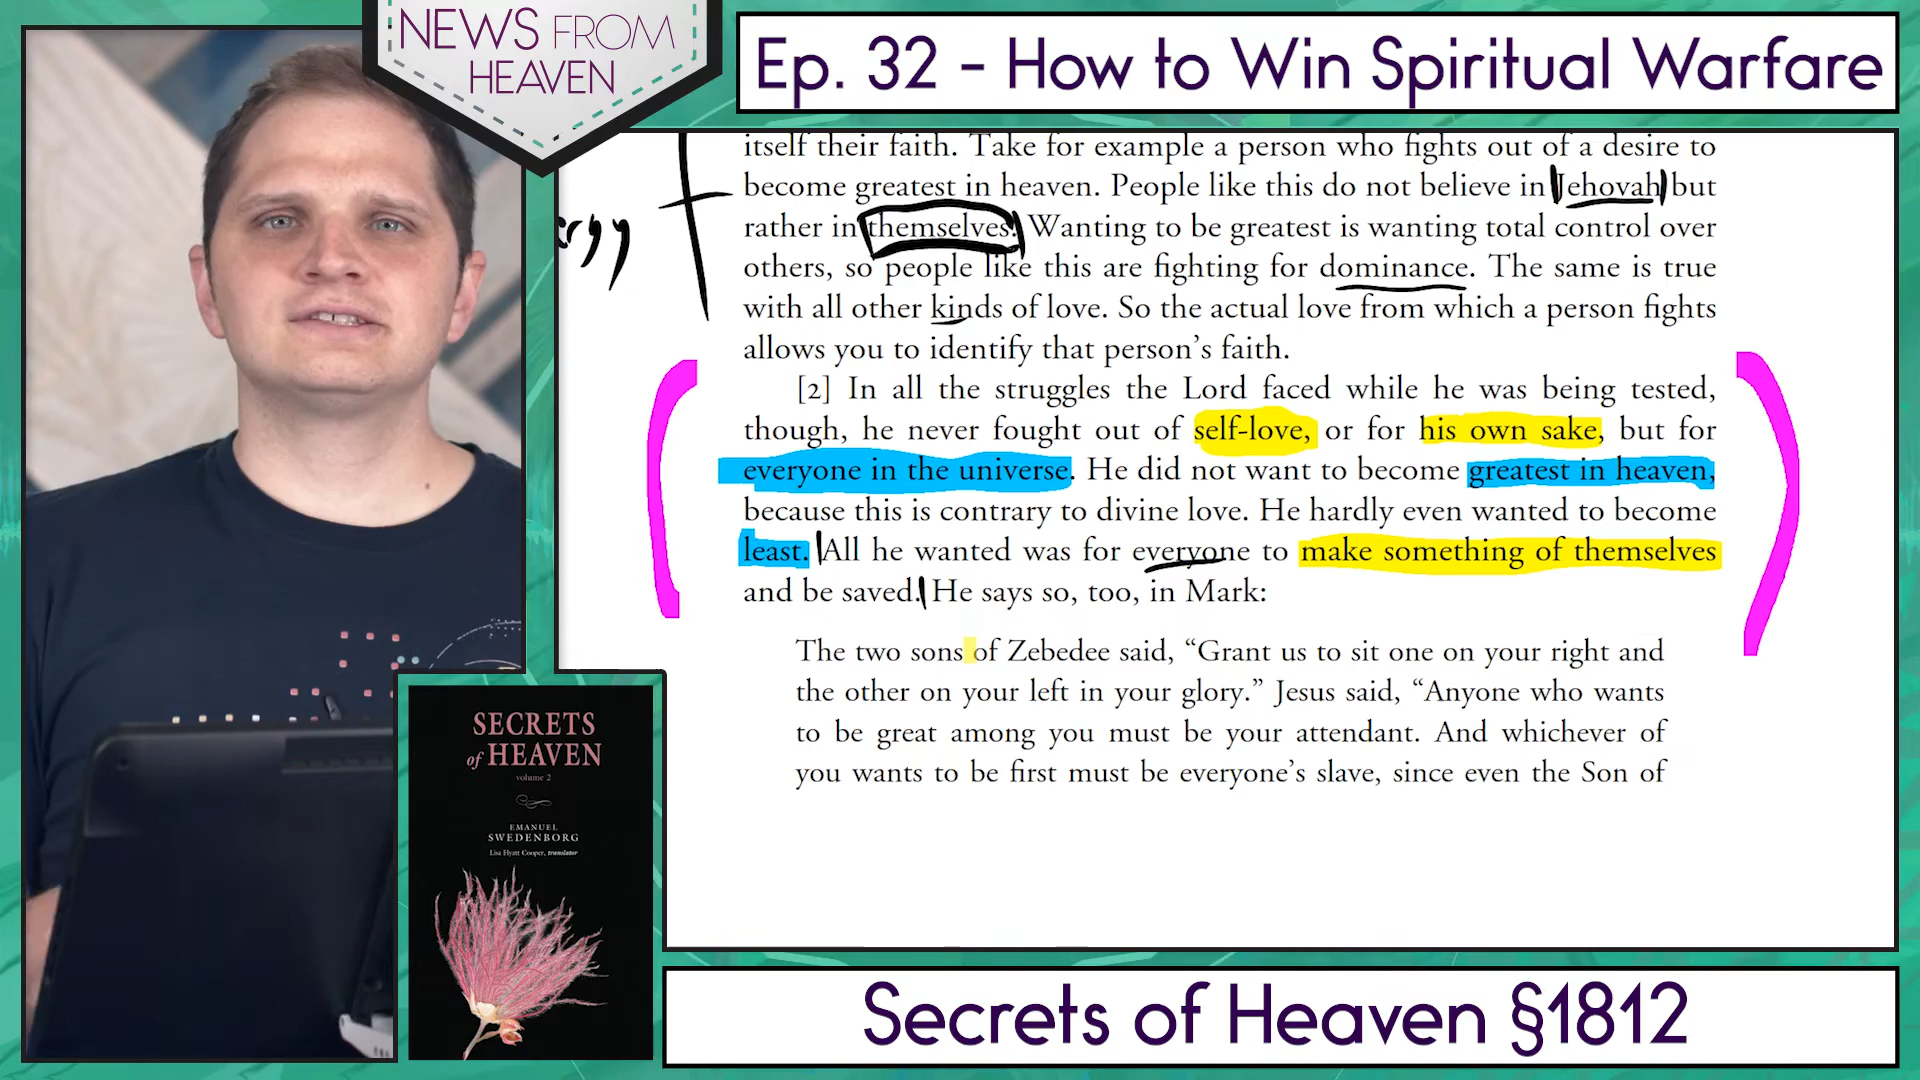 NEWS FROM
HEAVEN
Ep. 32 - How to Win Spiritual Warfare
itself their faith. Take for example a person who fights out of a desire to
become greatest in heaven. People like this do not believe in Jehovah but
rather in themselves! Wanting to be greatest is wanting total control over
others, so people like this are fighting for dominance. The same is true
with all other kinds of love. So the actual love from which a person fights
allows you to identify that person's faith.
[2] In all the struggles the Lord faced while he was being tested,
though, he never fought out of self-love, or for his own sake, but for
everyone in the universe. He did not want to become greatest in heaven,
because this is contrary to divine love. He hardly even wanted to become
least. All he wanted was for everyone to make something of themselves
and be saved. He says so, too, in Mark:
The two sons of Zebedee said, “Grant us to sit one on your right and
the other on your left in your glory.” Jesus said, “Anyone who wants
to be great among you must be your attendant. And whichever of
you wants to be first must be everyone's slave, since even the Son of
SECRETS
of HEAVEN
volume 2
EMANUEL
SWEDENBORG
Lisa Hyatt Cooper, translator
Secrets of Heaven §1812